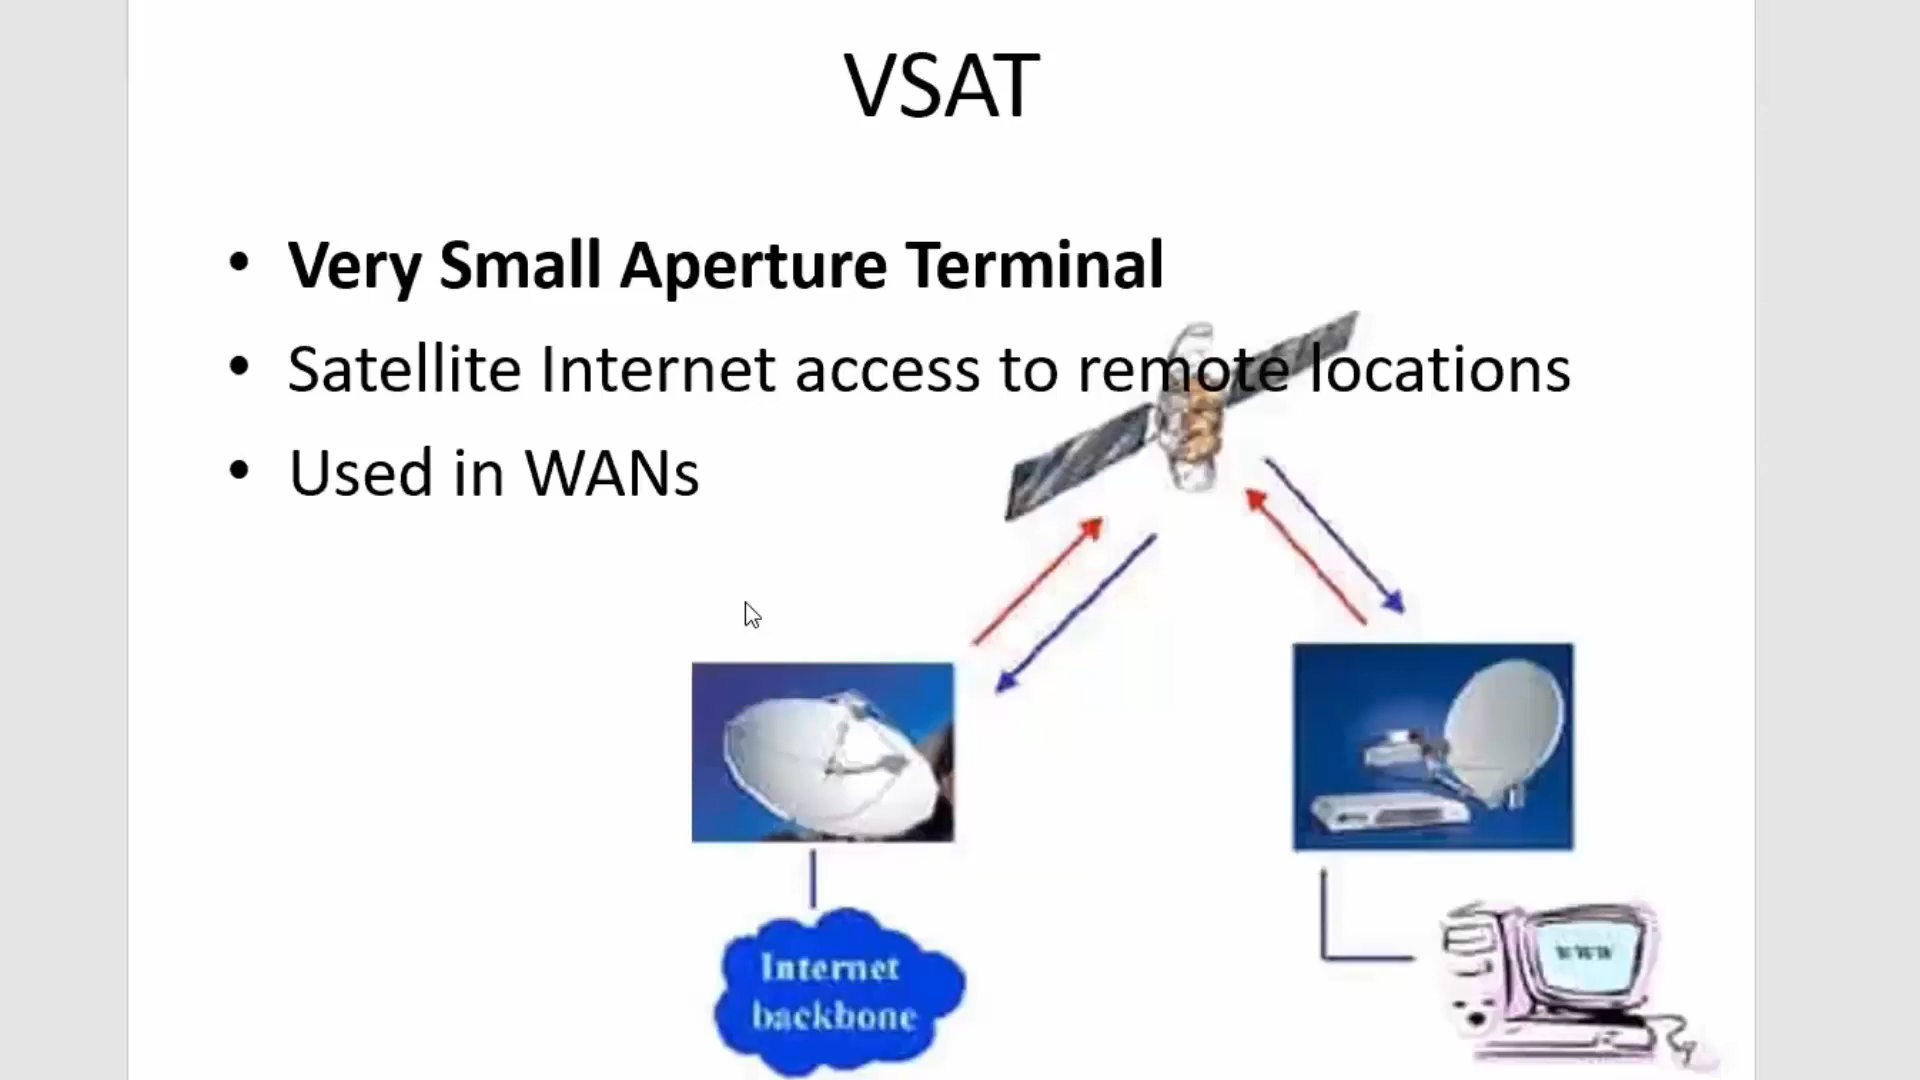 VSAT
• Very Small Aperture Terminal
• Satellite Internet access to remote locations
• Used in WANs
Internet
backbone
WWW